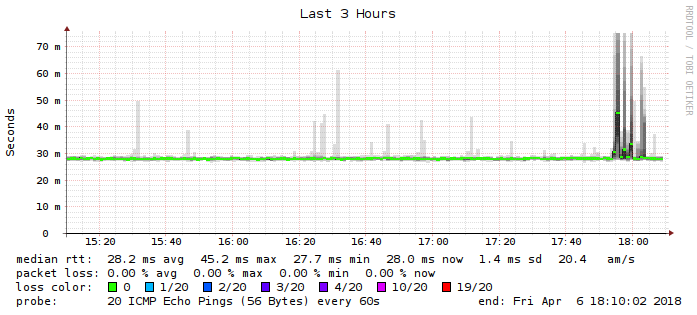 Last 3 Hours
RRDTOOL / TOBI OETIKER
Seconds
70 m
60 m
50 m
40 m
30 m
20 m
10 m
0
15:20 15:40 16:00 16:20 16:40 17:00 17:20 17:40 18:00
median rtt: 28.2 ms avg 45.2 ms max 27.7 ms min 28.0 ms now 1.4 ms sd 20.4 am/s
packet loss: 0.00 % avg 0.00 % max 0.00 % min 0.00 % now
loss color: 0 1/20 2/20 3/20 4/20 10/20 19/20
probe: 20 ICMP Echo Pings (56 Bytes) every 60s end: Fri Apr 6 18:10:02 2018